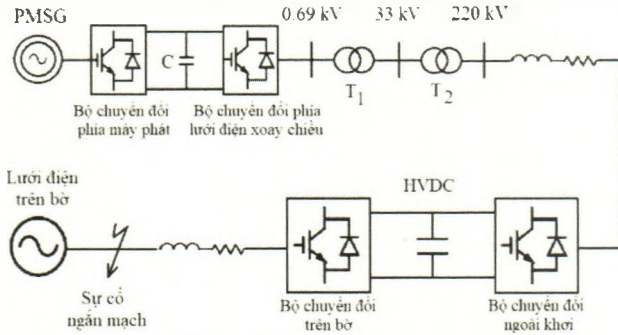 PMSG
0.69 kV
33 kV
220 kV
C
T1
T2
Bộ chuyển đổi
phía máy phát
Bộ chuyển đổi phía
lưới điện xoay chiều
Lưới điện
trên bờ
HVDC
Sự cố
ngắn mạch
Bộ chuyển đổi
trên bờ
Bộ chuyển đổi
ngoài khơi